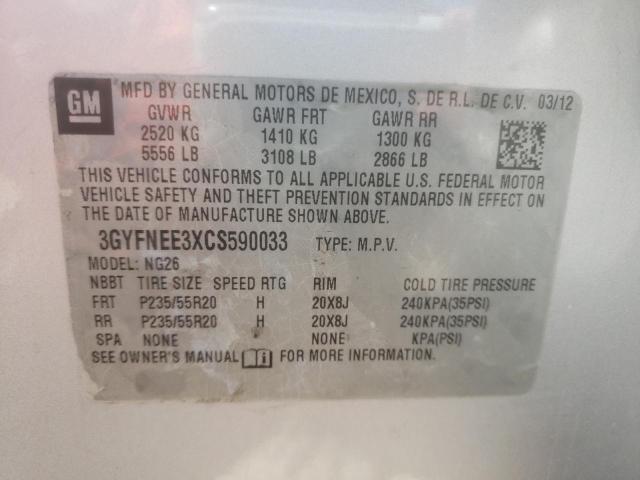 GM
MFD BY GENERAL MOTORS DE MEXICO, S. DE R.L. DE C.V. 03/12
GVWR GAWR FRT GAWR RR
2520 KG 1410 KG 1300 KG
5556 LB 3108 LB 2866 LB
THIS VEHICLE CONFORMS TO ALL APPLICABLE U.S. FEDERAL MOTOR
VEHICLE SAFETY AND THEFT PREVENTION STANDARDS IN EFFECT ON
THE DATE OF MANUFACTURE SHOWN ABOVE.
3GYFNEE3XCS590033 TYPE: M.P.V.
MODEL: NG26
NBBT TIRE SIZE SPEED RTG RIM COLD TIRE PRESSURE
FRT P235/55R20 H 20X8J 240KPA(35PSI)
RR P235/55R20 H 20X8J 240KPA(35PSI)
SPA NONE NONE KPA(PSI)
SEE OWNER'S MANUAL FOR MORE INFORMATION.